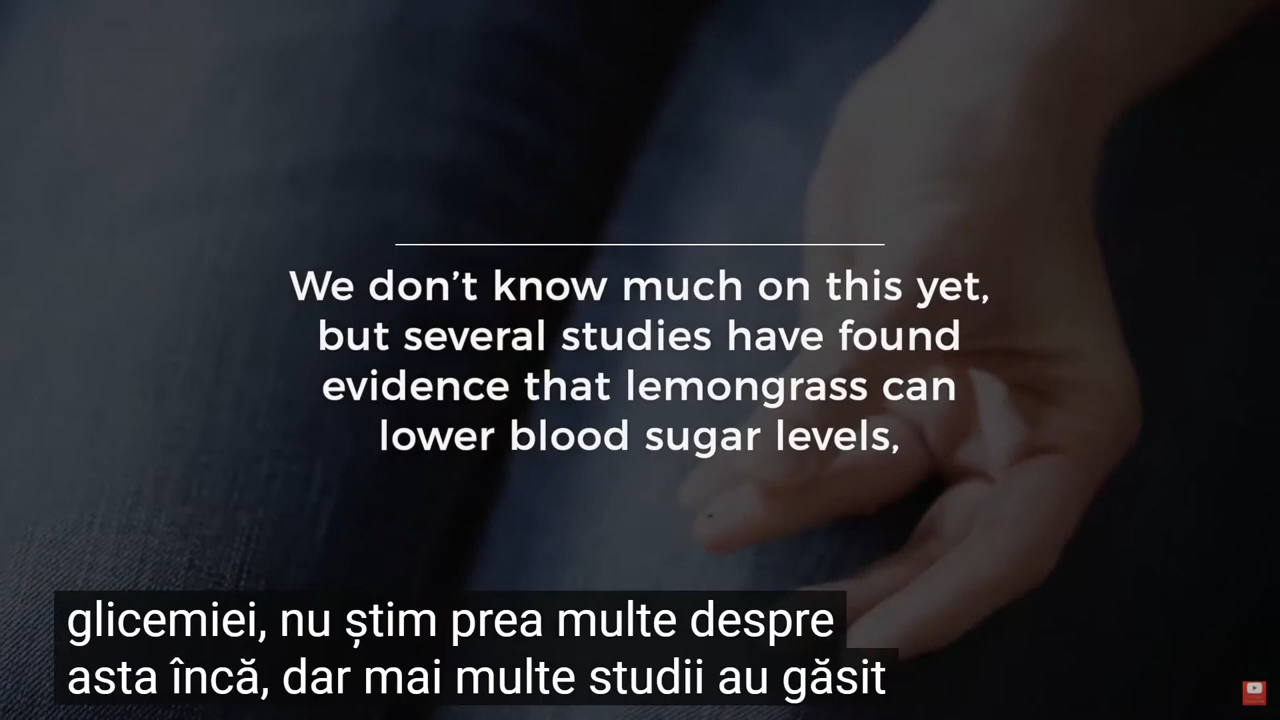 We don’t know much on this yet,
but several studies have found
evidence that lemongrass can
lower blood sugar levels,
glicemiei, nu știm prea multe despre
asta încă, dar mai multe studii au găsit